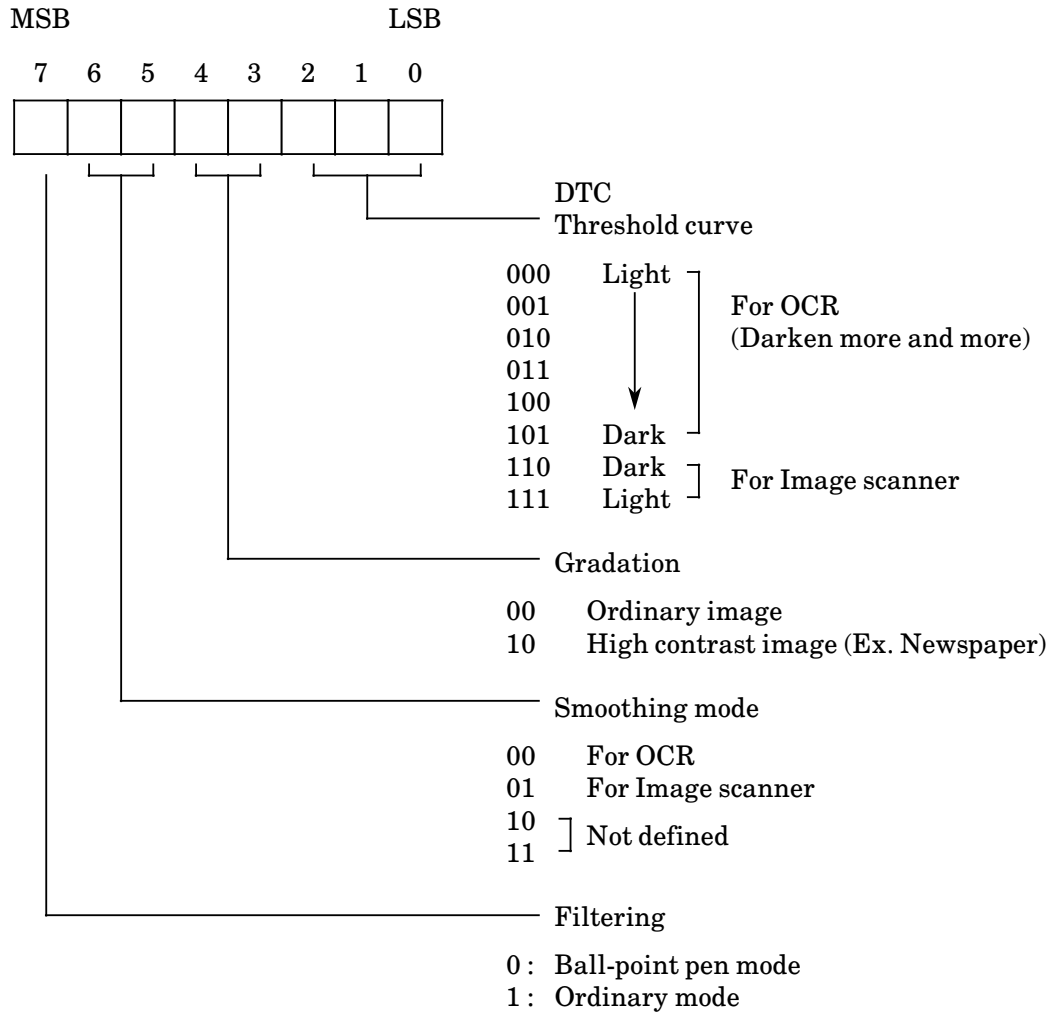 MSB LSB
7 6 5 4 3 2 1 0
DTC
Threshold curve
000 Light
001
010
011
100
101 Dark
For OCR
(Darken more and more)
110 Dark
111 Light
For Image scanner
Gradation
00 Ordinary image
10 High contrast image (Ex. Newspaper)
Smoothing mode
00 For OCR
01 For Image scanner
10
11
Not defined
Filtering
0 : Ball-point pen mode
1 : Ordinary mode